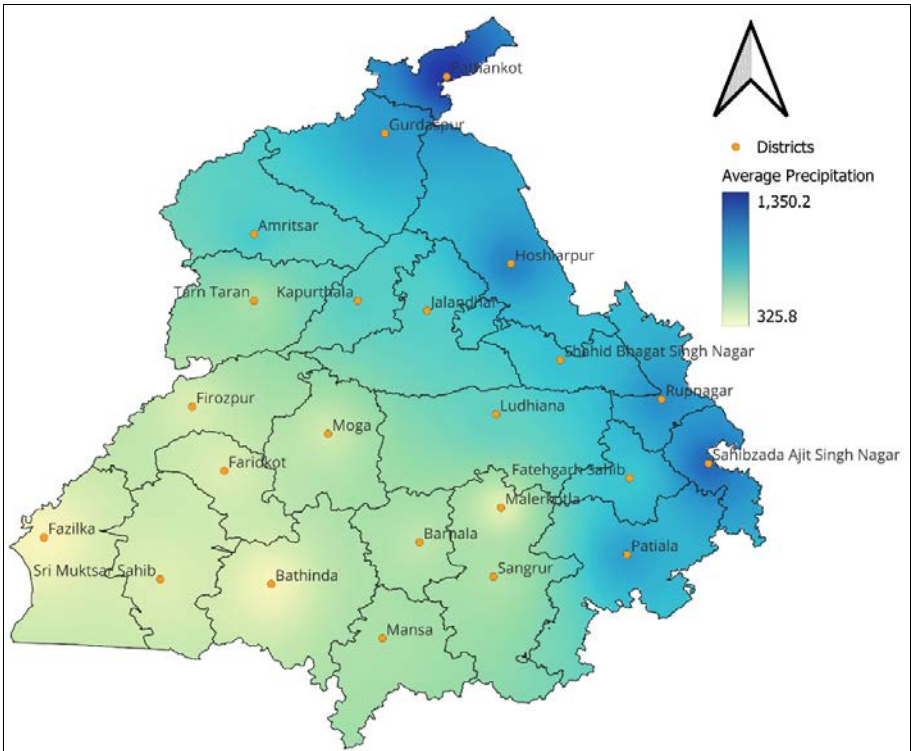 Pathankot
Gurdaspur
Districts
Average Precipitation
1,350.2
325.8
Amritsar
Hoshiarpur
Tarn Taran
Kapurthala
Jalandhar
Shahid Bhagat Singh Nagar
Rupnagar
Firozpur
Ludhiana
Moga
Sahibzada Ajit Singh Nagar
Faridkot
Fatehgarh Sahib
Malerkotla
Fazilka
Barnala
Patiala
Sri Muktsar Sahib
Bathinda
Sangrur
Mansa